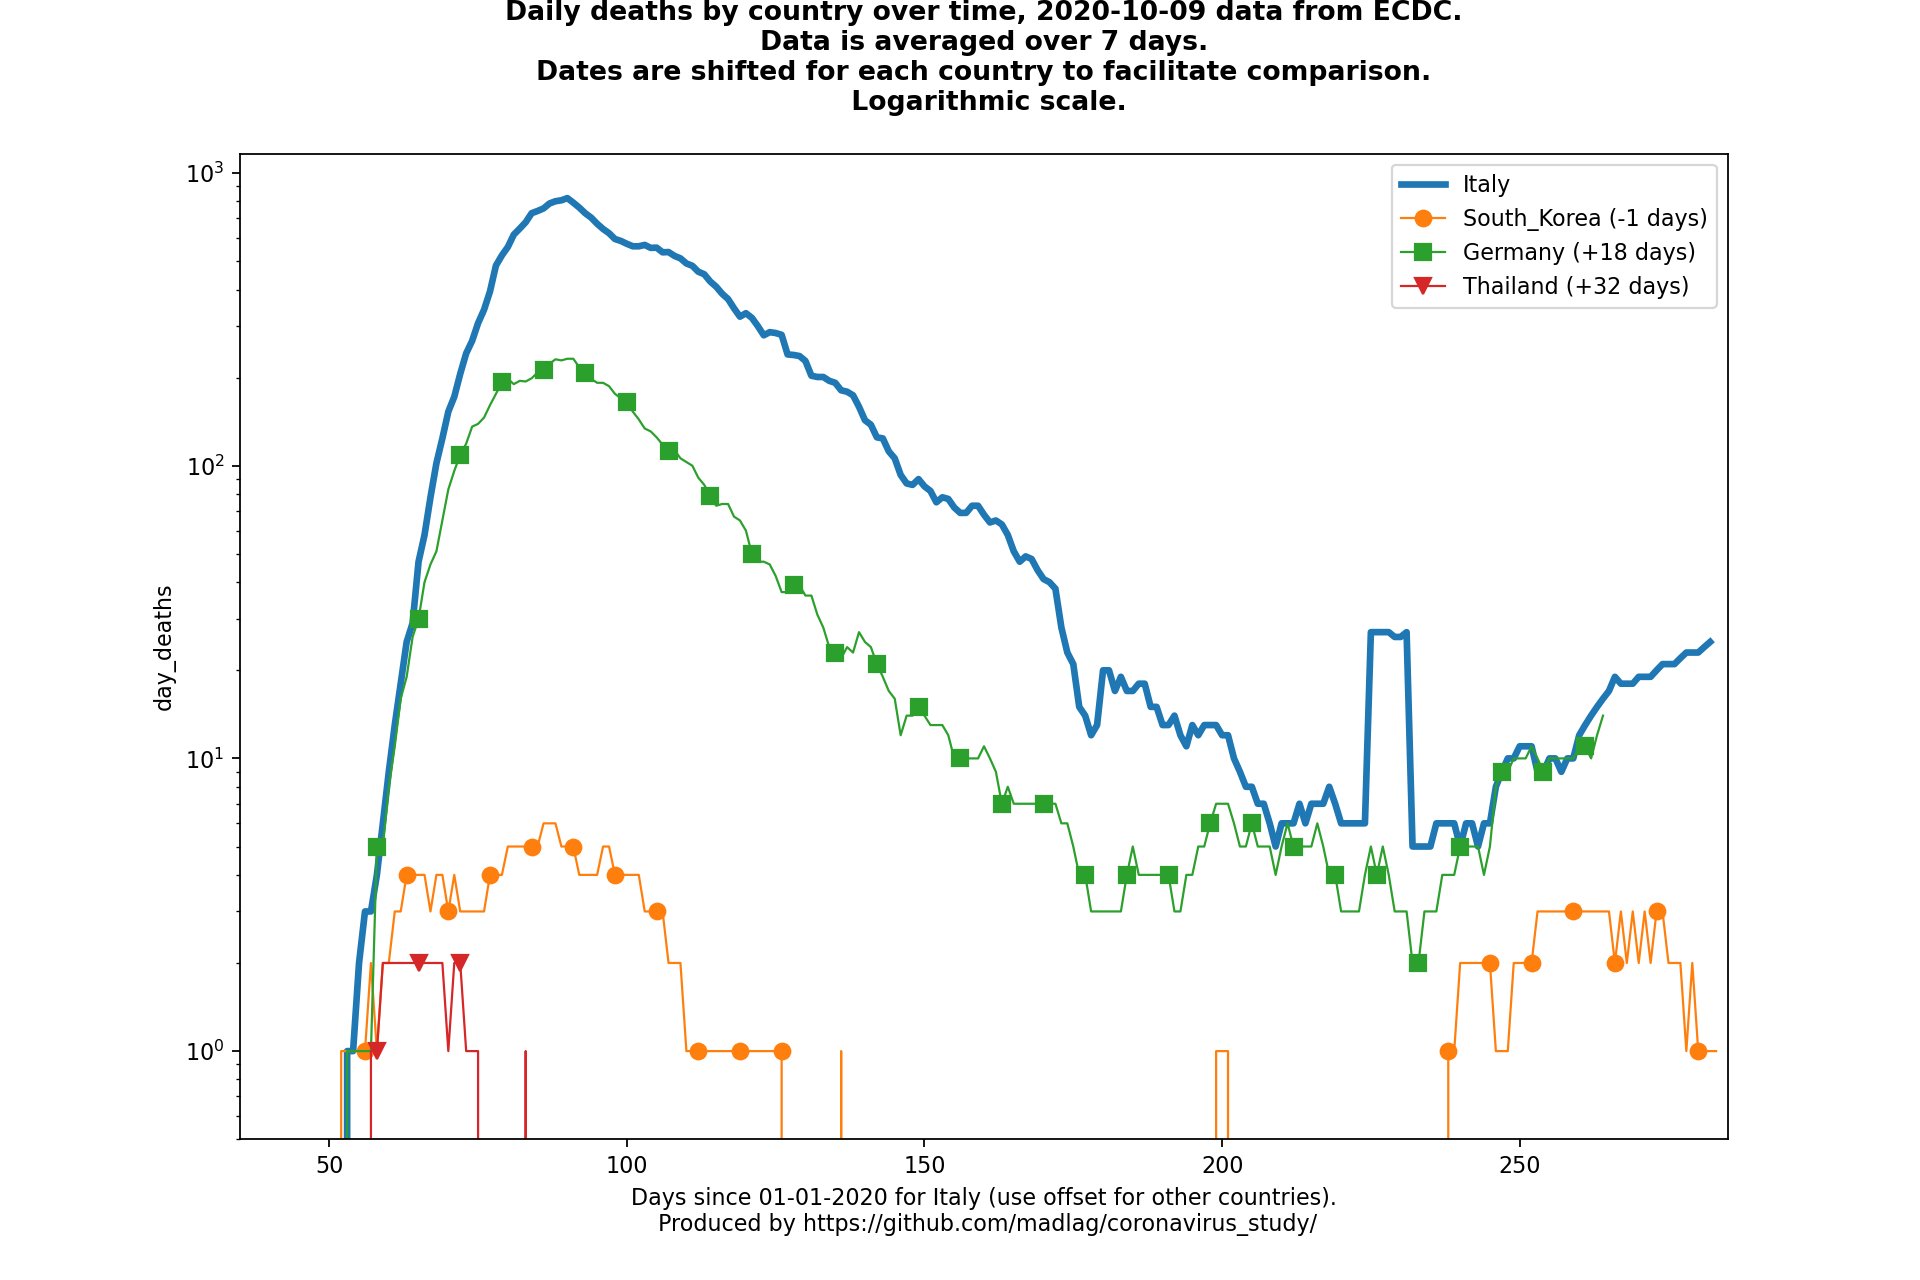 Daily deaths by country over time, 2020-10-09 data from ECDC.
Data is averaged over 7 days.
Dates are shifted for each country to facilitate comparison.
Logarithmic scale.
10³
10²
10¹
10⁰
day_deaths
Italy
South_Korea (-1 days)
Germany (+18 days)
Thailand (+32 days)
50 100 150 200 250
Days since 01-01-2020 for Italy (use offset for other countries).
Produced by https://github.com/madlag/coronavirus_study/